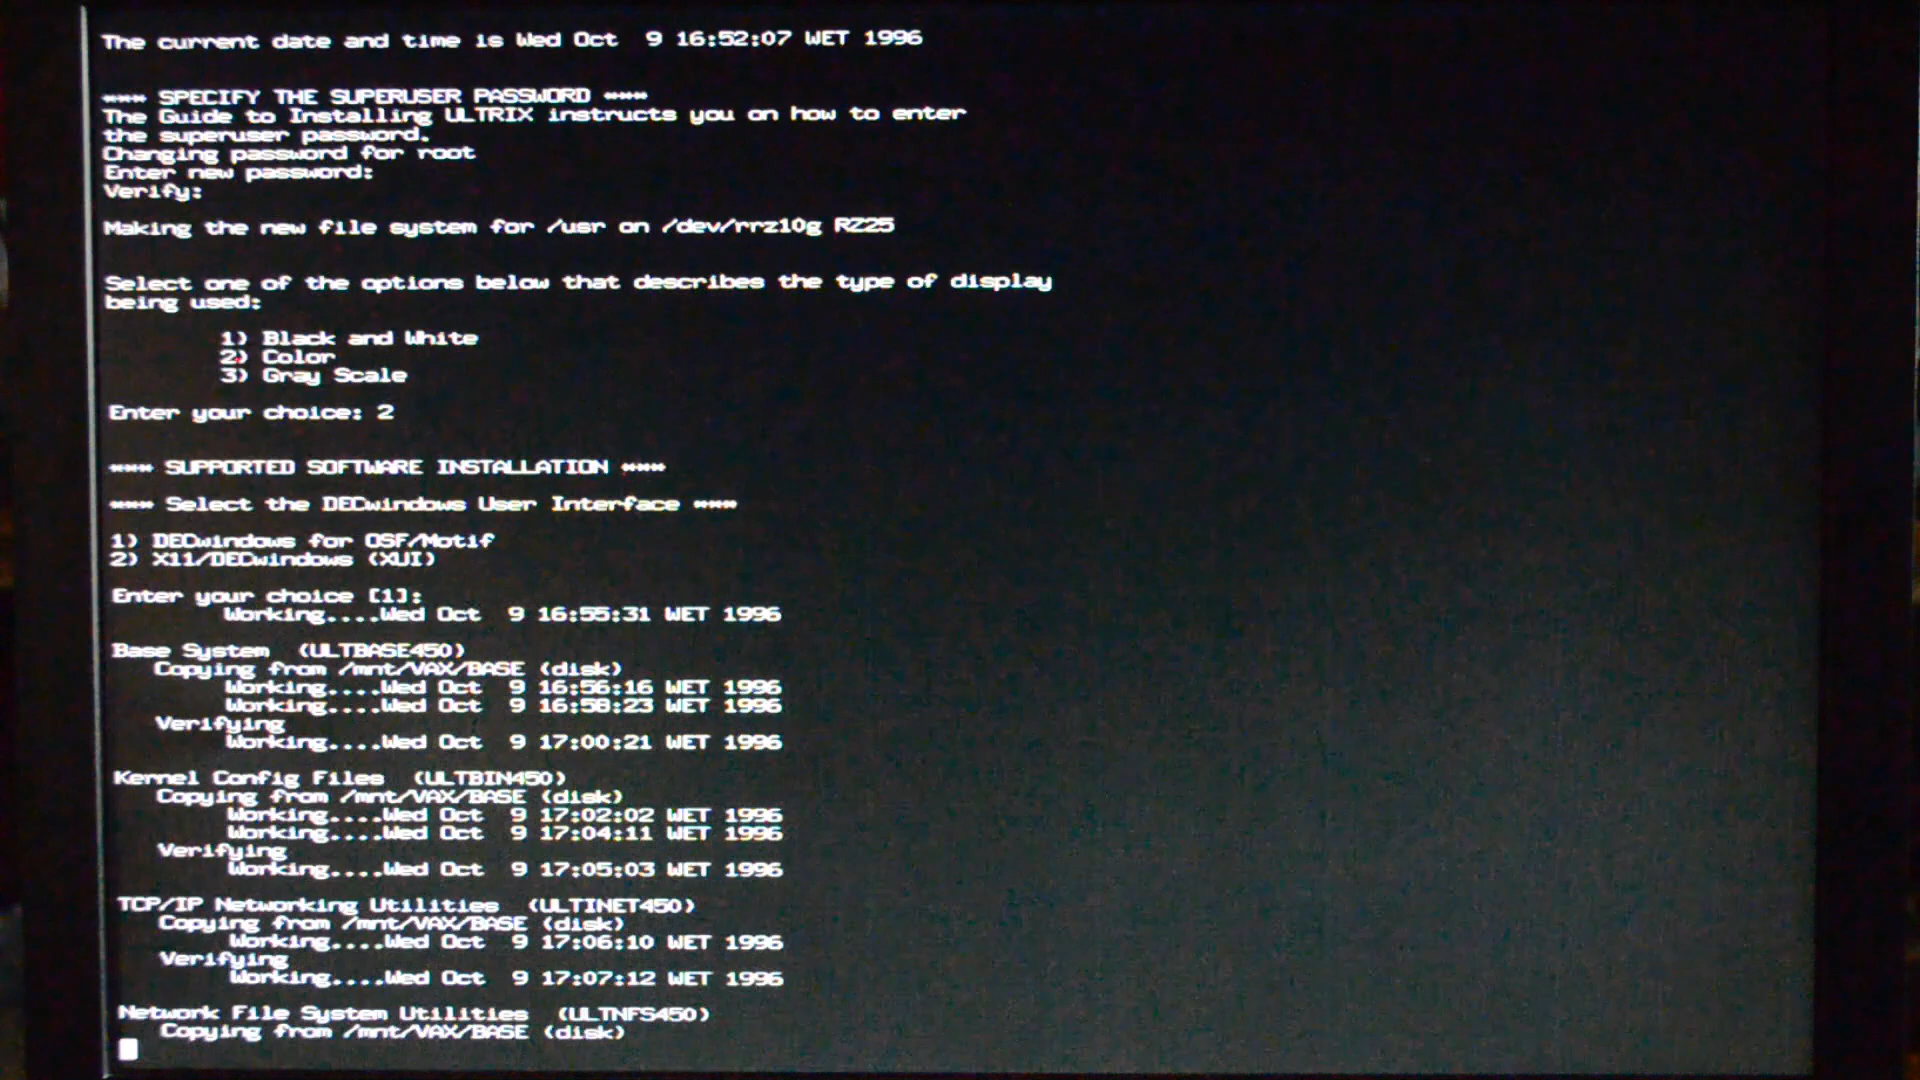 The current date and time is Wed Oct  9 16:52:07 WET 1996
*** SPECIFY THE SUPERUSER PASSWORD ***
The Guide to Installing ULTRIX instructs you on how to enter
the superuser password.
Changing password for root
Enter new password:
Verify:
Making the new file system for /usr on /dev/rrz10g RZ25
Select one of the options below that describes the type of display
being used:
1) Black and White
2) Color
3) Gray Scale
Enter your choice: 2
*** SUPPORTED SOFTWARE INSTALLATION ***
*** Select the DECwindows User Interface ***
1) DECwindows for OSF/Motif
2) X11/DECwindows (XUI)
Enter your choice [1]:
Working....Wed Oct  9 16:55:31 WET 1996
Base System  (ULTBASE450)
Copying from /mnt/VAX/BASE (disk)
Working....Wed Oct  9 16:56:16 WET 1996
Working....Wed Oct  9 16:58:23 WET 1996
Verifying
Working....Wed Oct  9 17:00:21 WET 1996
Kernel Config Files  (ULTBIN450)
Copying from /mnt/VAX/BASE (disk)
Working....Wed Oct  9 17:02:02 WET 1996
Working....Wed Oct  9 17:04:11 WET 1996
Verifying
Working....Wed Oct  9 17:05:03 WET 1996
TCP/IP Networking Utilities  (ULTINET450)
Copying from /mnt/VAX/BASE (disk)
Working....Wed Oct  9 17:06:10 WET 1996
Verifying
Working....Wed Oct  9 17:07:12 WET 1996
Network File System Utilities  (ULTNFS450)
Copying from /mnt/VAX/BASE (disk)